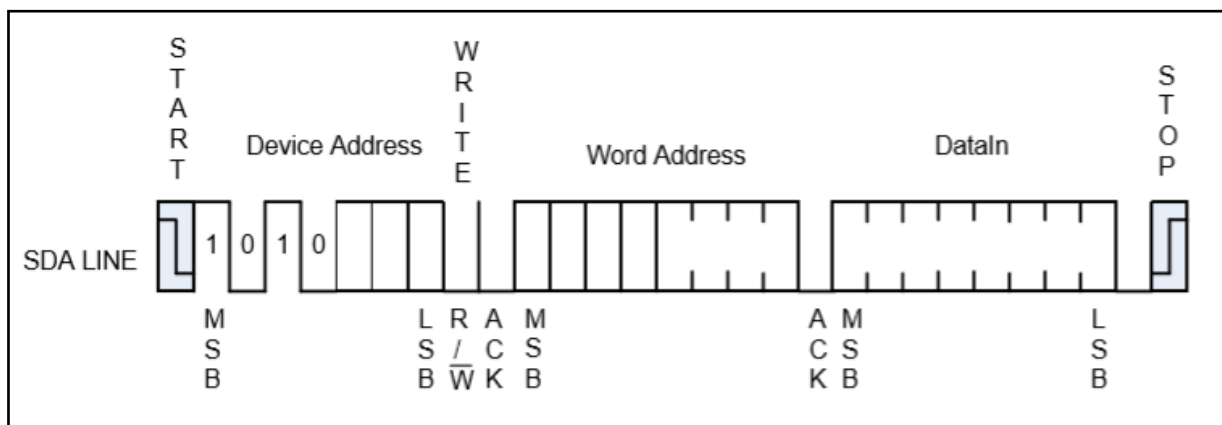 START
WRITE
STOP
Device Address
Word Address
DataIn
SDA LINE
1 0 1 0
MSB
LSB
R/W̅
ACK
MSB
ACK
MSB
LSB